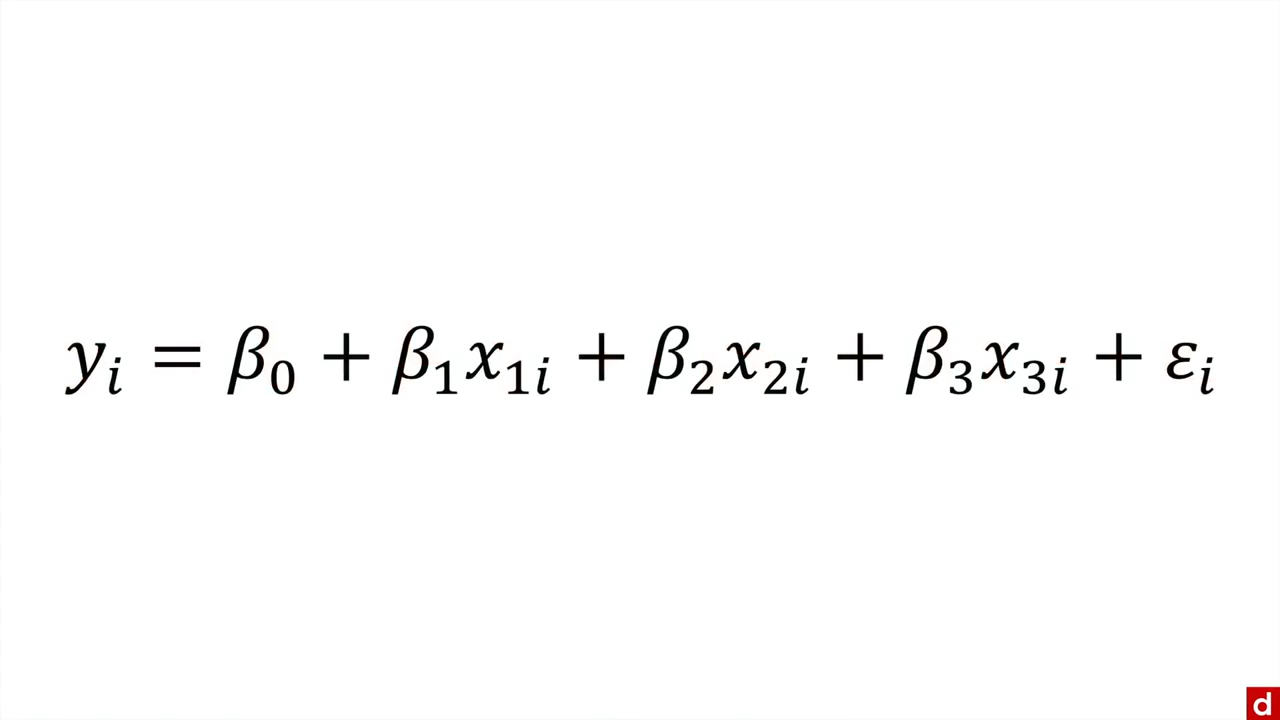 yᵢ = β₀ + β₁x₁ᵢ + β₂x₂ᵢ + β₃x₃ᵢ + εᵢ
d